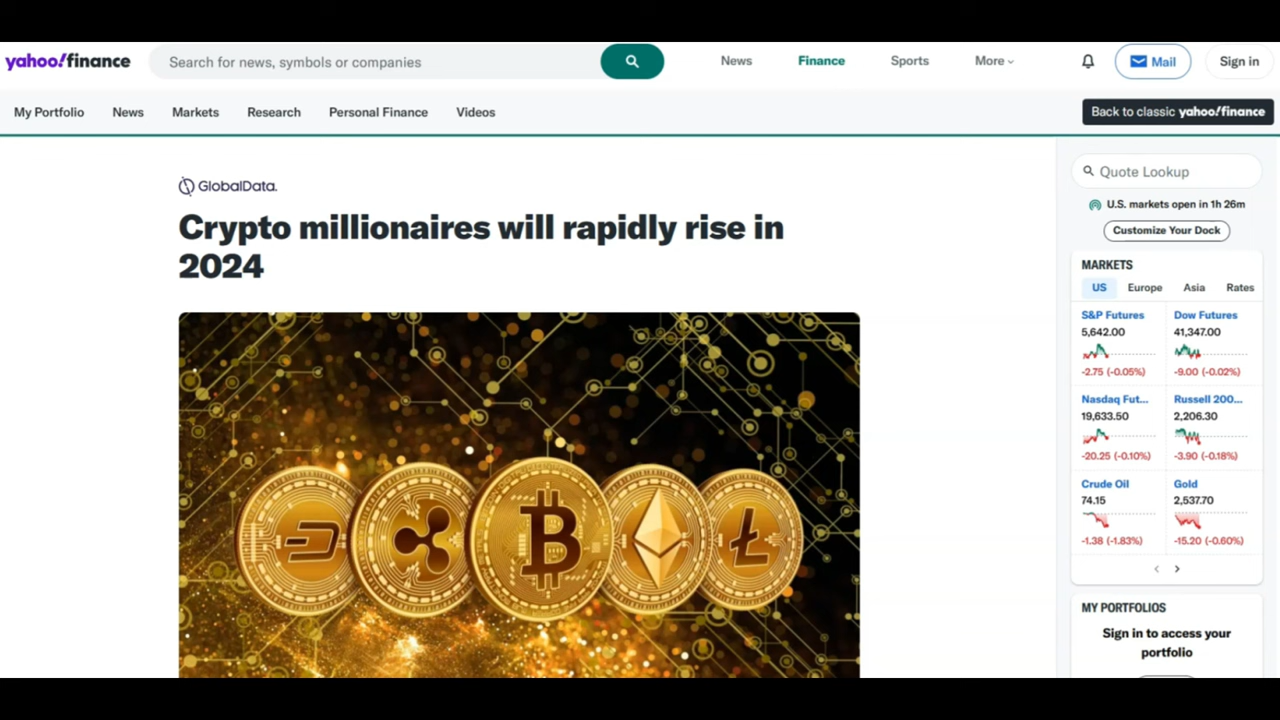 yahoo!finance
Search for news, symbols or companies
News Finance Sports More
Mail
Sign in
My Portfolio News Markets Research Personal Finance Videos
Back to classic yahoo!finance
GlobalData.
Crypto millionaires will rapidly rise in
2024
Quote Lookup
U.S. markets open in 1h 26m
Customize Your Dock
MARKETS
US Europe Asia Rates
S&P Futures Dow Futures
5,642.00 41,347.00
-2.75 (-0.05%) -9.00 (-0.02%)
Nasdaq Fut... Russell 200...
19,633.50 2,206.30
-20.25 (-0.10%) -3.90 (-0.18%)
Crude Oil Gold
74.15 2,537.70
-1.38 (-1.83%) -15.20 (-0.60%)
MY PORTFOLIOS
Sign in to access your
portfolio